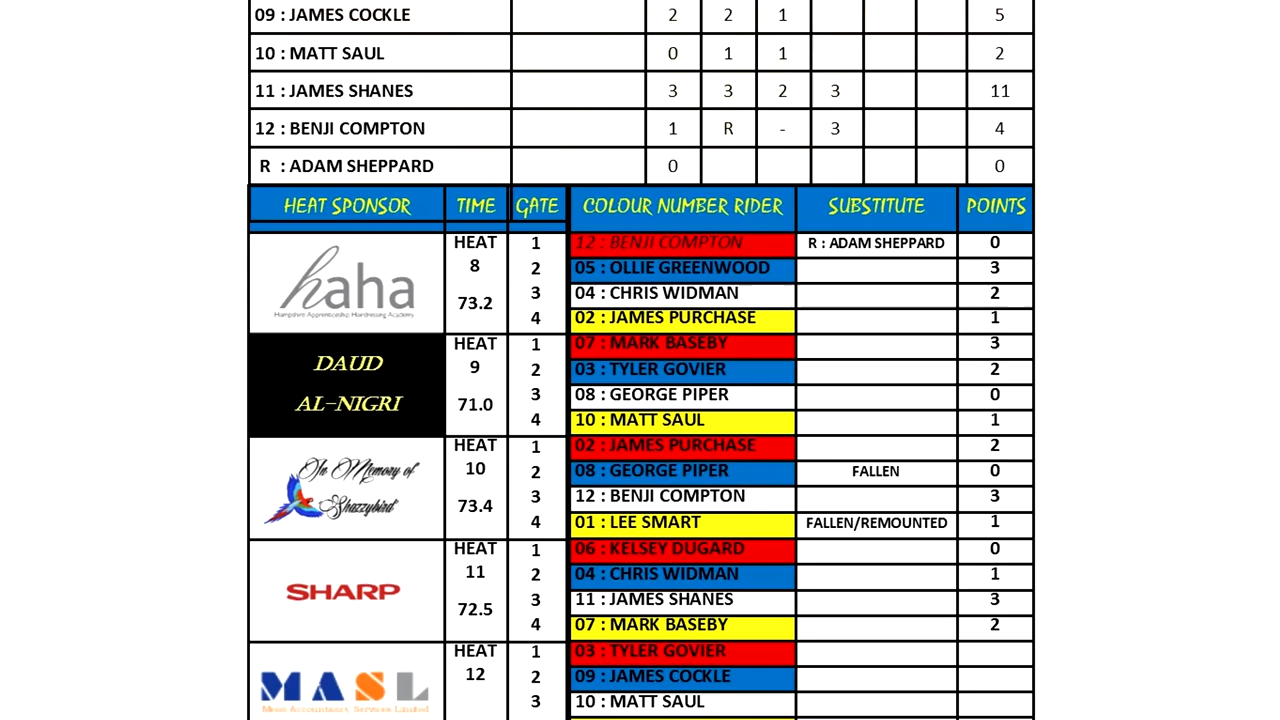 09 : JAMES COCKLE 2 2 1 5
10 : MATT SAUL 0 1 1 2
11 : JAMES SHANES 3 3 2 3 11
12 : BENJI COMPTON 1 R - 3 4
R : ADAM SHEPPARD 0 0
HEAT SPONSOR TIME GATE COLOUR NUMBER RIDER SUBSTITUTE POINTS
haha
Hampshire Apprenticeship Hairdressing Academy
HEAT 8 73.2
1 12 : BENJI COMPTON R : ADAM SHEPPARD 0
2 05 : OLLIE GREENWOOD 3
3 04 : CHRIS WIDMAN 2
4 02 : JAMES PURCHASE 1
DAUD
AL-NIGRI
HEAT 9 71.0
1 07 : MARK BASEBY 3
2 03 : TYLER GOVIER 2
3 08 : GEORGE PIPER 0
4 10 : MATT SAUL 1
In Memory of
Shazzybird
HEAT 10 73.4
1 02 : JAMES PURCHASE 2
2 08 : GEORGE PIPER FALLEN 0
3 12 : BENJI COMPTON 3
4 01 : LEE SMART FALLEN/REMOUNTED 1
SHARP
HEAT 11 72.5
1 06 : KELSEY DUGARD 0
2 04 : CHRIS WIDMAN 1
3 11 : JAMES SHANES 3
4 07 : MARK BASEBY 2
MASL
Accountancy Services Limited
HEAT 12
1 03 : TYLER GOVIER
2 09 : JAMES COCKLE
3 10 : MATT SAUL